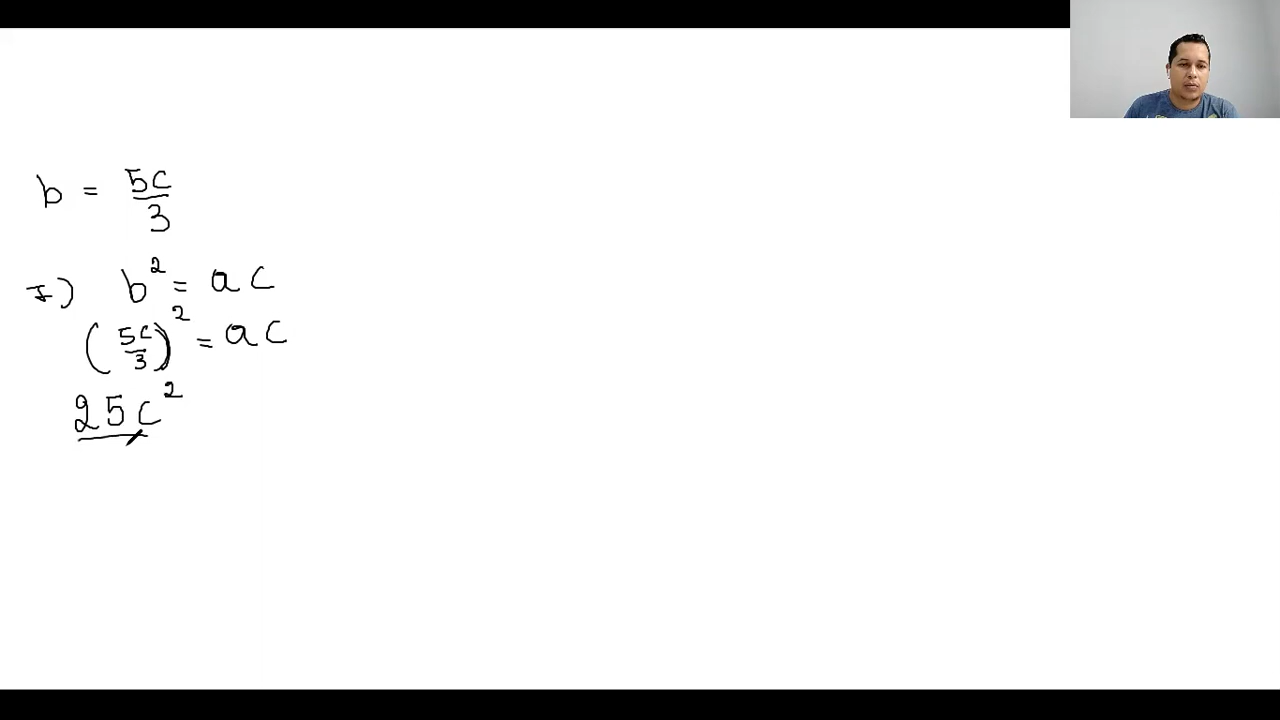 b = 5c/3
I) b² = ac
(5c/3)² = ac
25c²